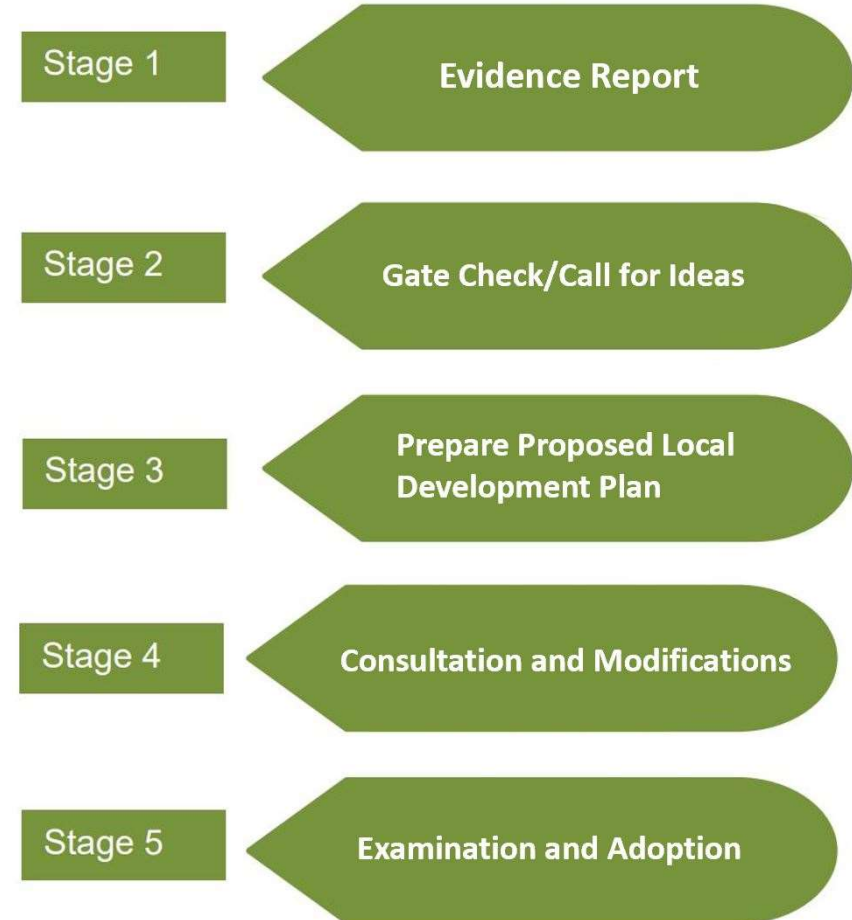 Stage 1
Evidence Report
Stage 2
Gate Check/Call for Ideas
Stage 3
Prepare Proposed Local
Development Plan
Stage 4
Consultation and Modifications
Stage 5
Examination and Adoption